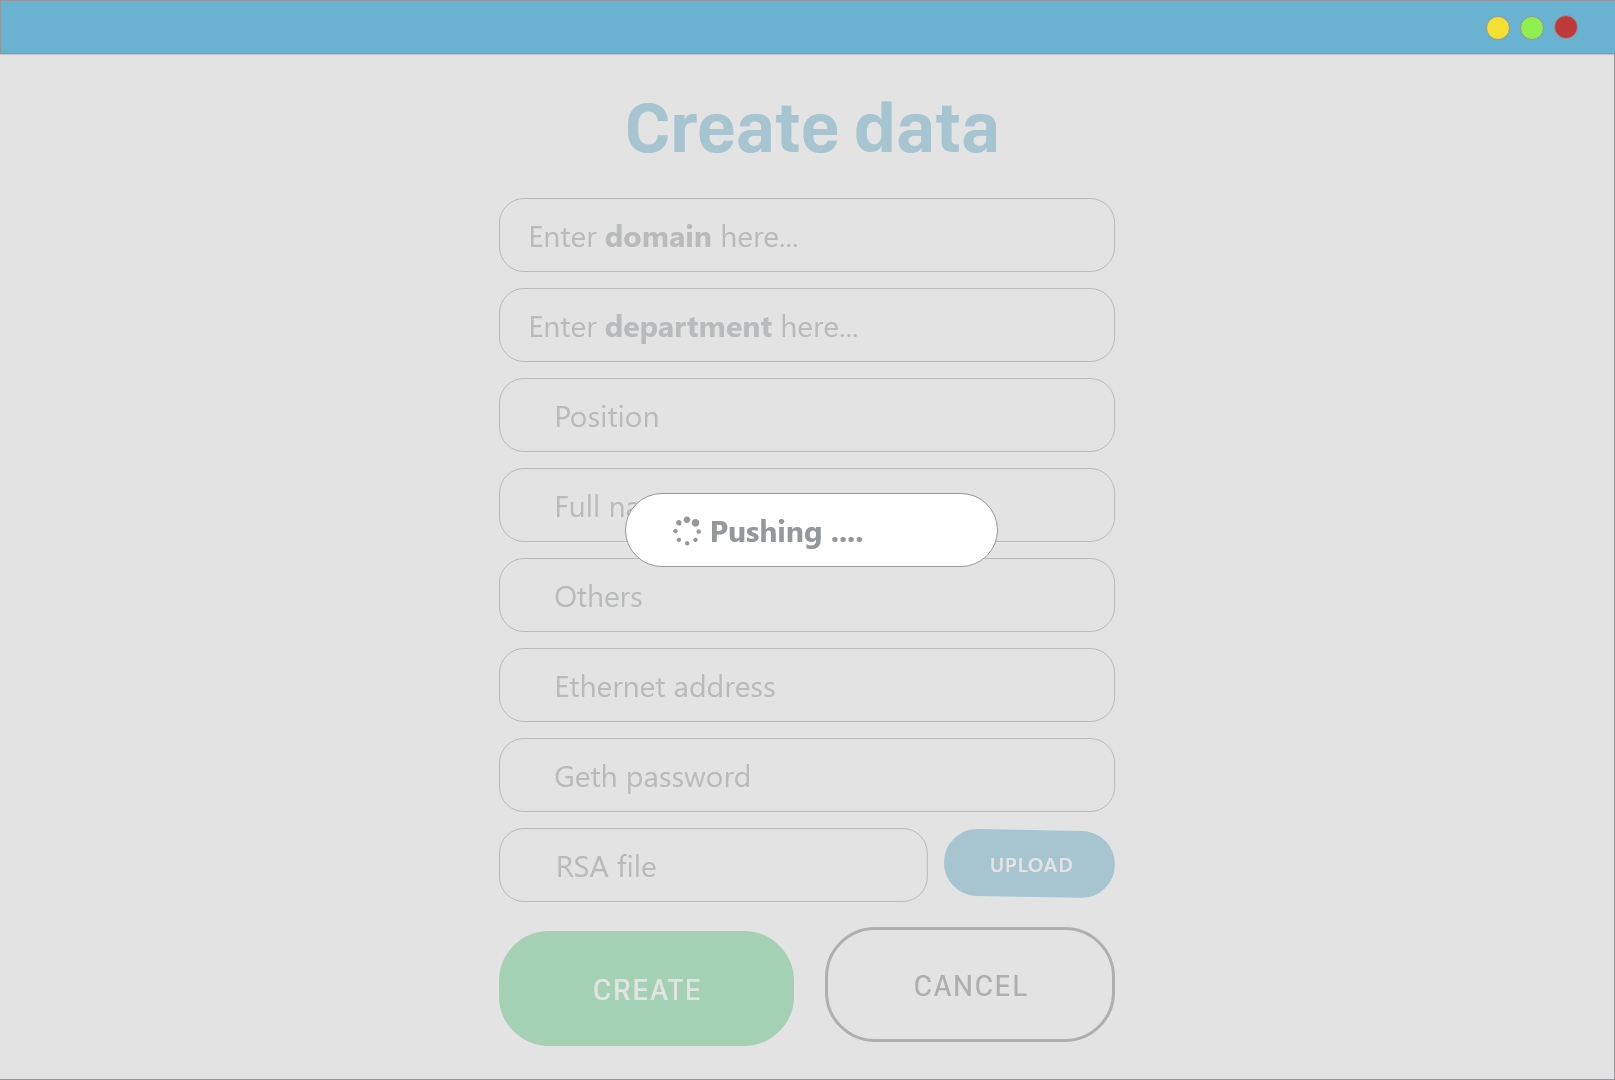 Create data
Enter domain here...
Enter department here...
Position
Full na
Pushing ....
Others
Ethernet address
Geth password
RSA file
UPLOAD
CREATE
CANCEL